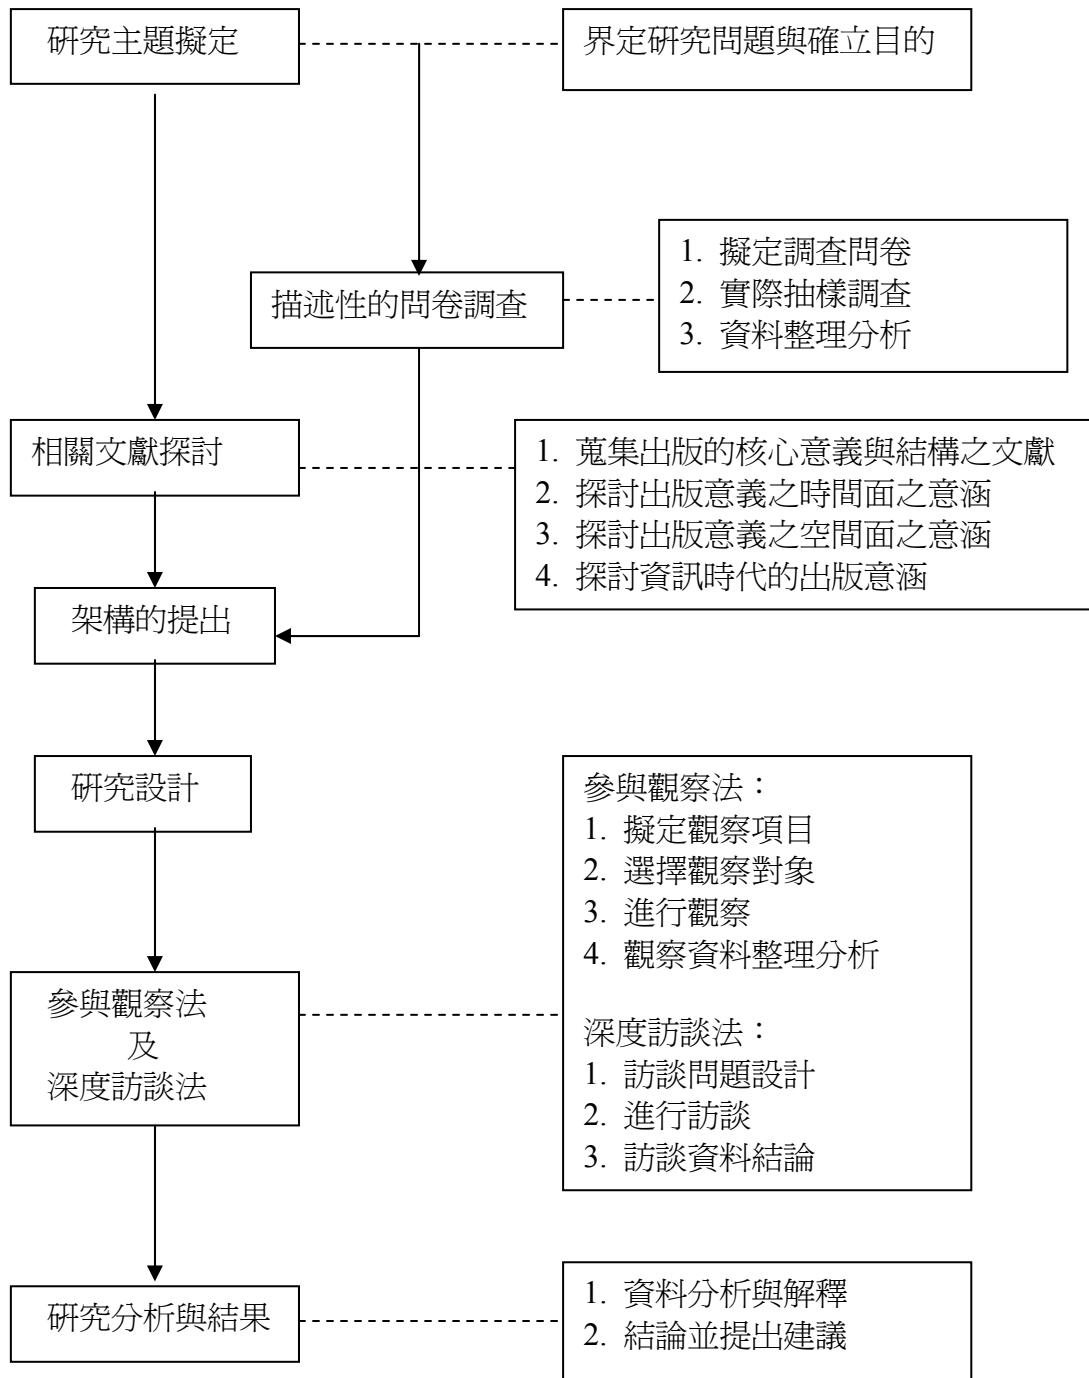 研究主題擬定
界定研究問題與確立目的
1. 擬定調查問卷
2. 實際抽樣調查
3. 資料整理分析
描述性的問卷調查
相關文獻探討
1. 蒐集出版的核心意義與結構之文獻
2. 探討出版意義之時間面之意涵
3. 探討出版意義之空間面之意涵
4. 探討資訊時代的出版意涵
架構的提出
研究設計
參與觀察法：
1. 擬定觀察項目
2. 選擇觀察對象
3. 進行觀察
4. 觀察資料整理分析
深度訪談法：
1. 訪談問題設計
2. 進行訪談
3. 訪談資料結論
參與觀察法
及
深度訪談法
研究分析與結果
1. 資料分析與解釋
2. 結論並提出建議